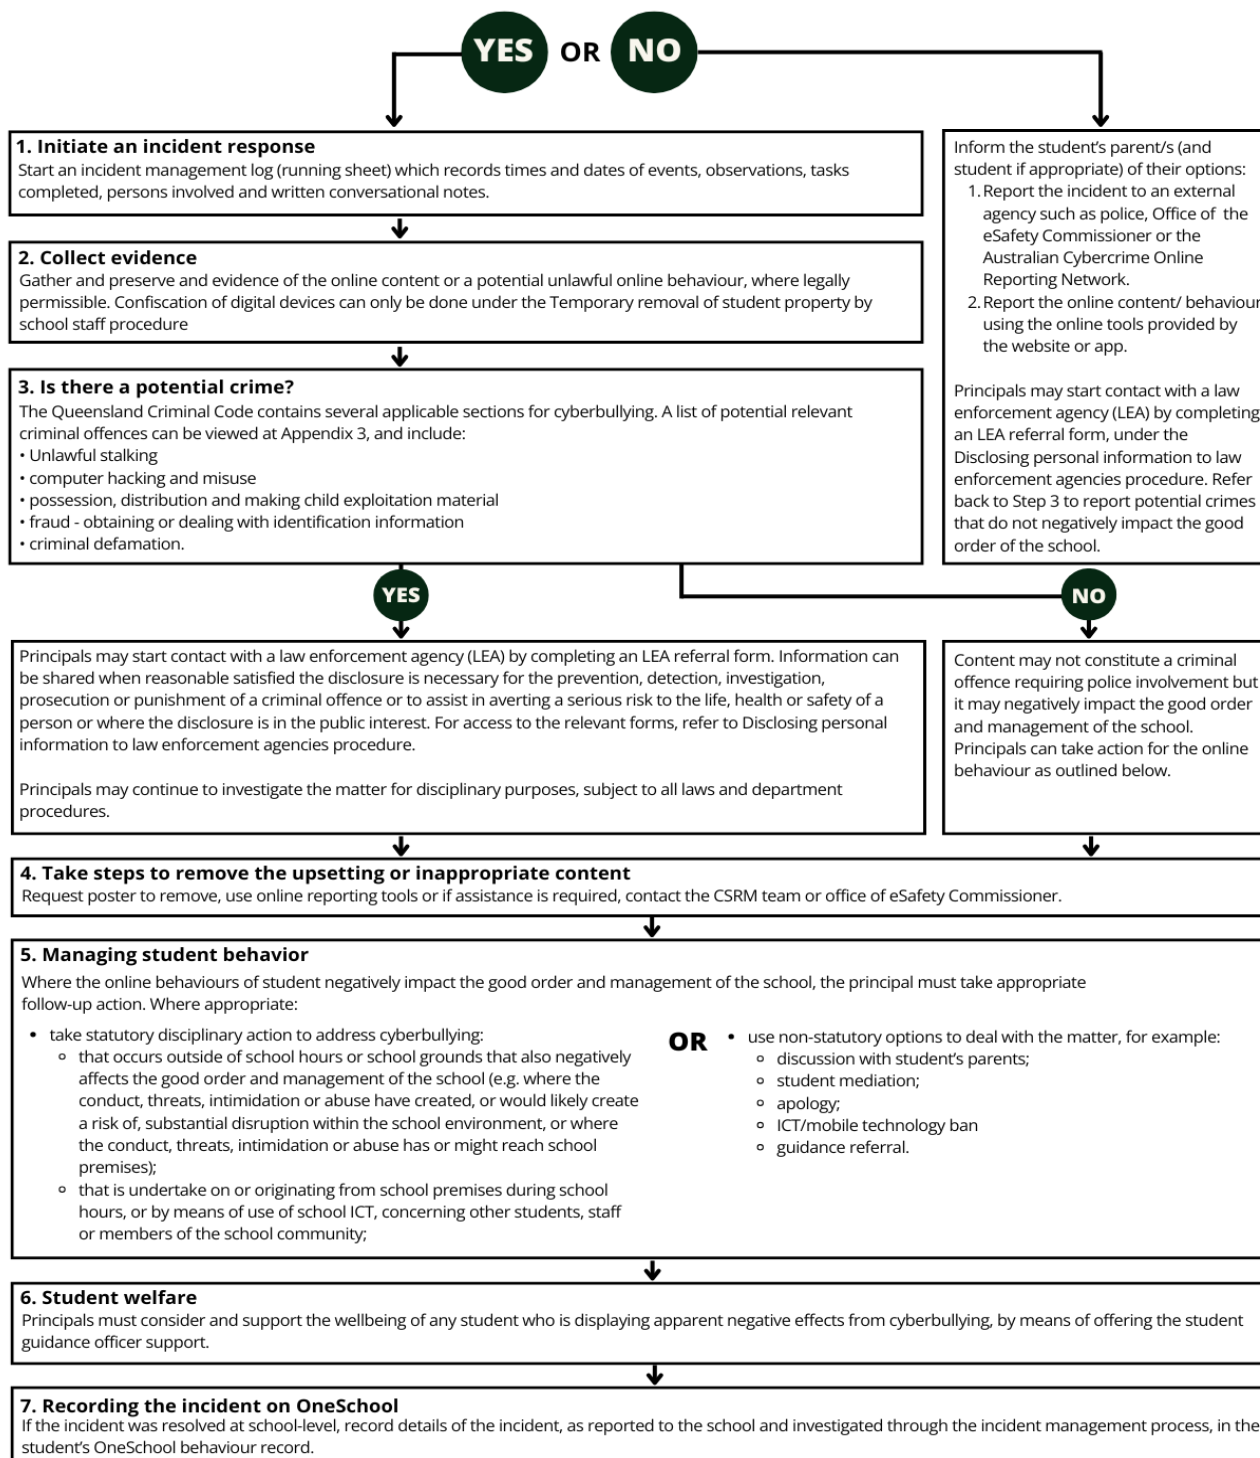 YES OR NO
1. Initiate an incident response
Start an incident management log (running sheet) which records times and dates of events, observations, tasks
completed, persons involved and written conversational notes.
2. Collect evidence
Gather and preserve and evidence of the online content or a potential unlawful online behaviour, where legally
permissible. Confiscation of digital devices can only be done under the Temporary removal of student property by
school staff procedure
3. Is there a potential crime?
The Queensland Criminal Code contains several applicable sections for cyberbullying. A list of potential relevant
criminal offences can be viewed at Appendix 3, and include:
• Unlawful stalking
• computer hacking and misuse
• possession, distribution and making child exploitation material
• fraud - obtaining or dealing with identification information
• criminal defamation.
Inform the student's parent/s (and
student if appropriate) of their options:
1. Report the incident to an external
agency such as police, Office of the
eSafety Commissioner or the
Australian Cybercrime Online
Reporting Network.
2. Report the online content/ behaviour
using the online tools provided by
the website or app.
Principals may start contact with a law
enforcement agency (LEA) by completing
an LEA referral form, under the
Disclosing personal information to law
enforcement agencies procedure. Refer
back to Step 3 to report potential crimes
that do not negatively impact the good
order of the school.
YES
NO
Principals may start contact with a law enforcement agency (LEA) by completing an LEA referral form. Information can
be shared when reasonable satisfied the disclosure is necessary for the prevention, detection, investigation,
prosecution or punishment of a criminal offence or to assist in averting a serious risk to the life, health or safety of a
person or where the disclosure is in the public interest. For access to the relevant forms, refer to Disclosing personal
information to law enforcement agencies procedure.
Principals may continue to investigate the matter for disciplinary purposes, subject to all laws and department
procedures.
Content may not constitute a criminal
offence requiring police involvement but
it may negatively impact the good order
and management of the school.
Principals can take action for the online
behaviour as outlined below.
4. Take steps to remove the upsetting or inappropriate content
Request poster to remove, use online reporting tools or if assistance is required, contact the CSRM team or office of eSafety Commissioner.
5. Managing student behavior
Where the online behaviours of student negatively impact the good order and management of the school, the principal must take appropriate
follow-up action. Where appropriate:
• take statutory disciplinary action to address cyberbullying:
◦ that occurs outside of school hours or school grounds that also negatively
affects the good order and management of the school (e.g. where the
conduct, threats, intimidation or abuse have created, or would likely create
a risk of, substantial disruption within the school environment, or where
the conduct, threats, intimidation or abuse has or might reach school
premises);
◦ that is undertake on or originating from school premises during school
hours, or by means of use of school ICT, concerning other students, staff
or members of the school community;
OR
• use non-statutory options to deal with the matter, for example:
◦ discussion with student's parents;
◦ student mediation;
◦ apology;
◦ ICT/mobile technology ban
◦ guidance referral.
6. Student welfare
Principals must consider and support the wellbeing of any student who is displaying apparent negative effects from cyberbullying, by means of offering the student
guidance officer support.
7. Recording the incident on OneSchool
If the incident was resolved at school-level, record details of the incident, as reported to the school and investigated through the incident management process, in the
student's OneSchool behaviour record.